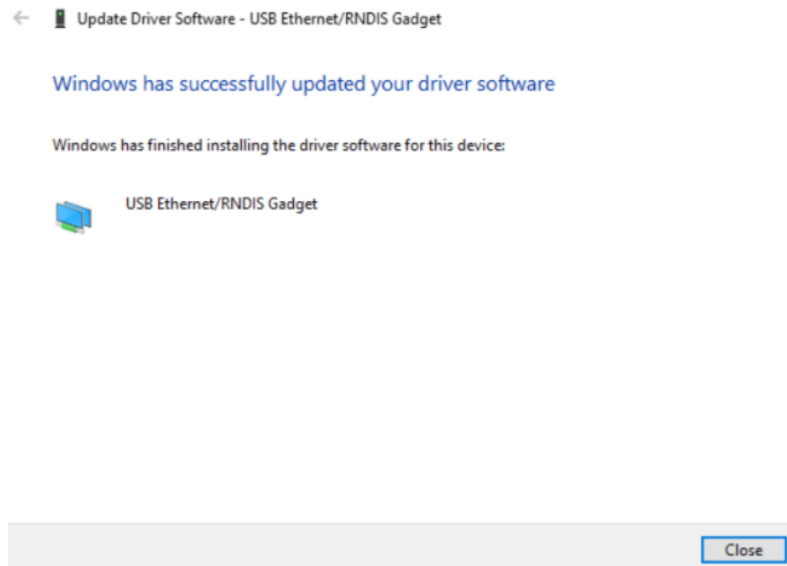 Update Driver Software - USB Ethernet/RNDIS Gadget
Windows has successfully updated your driver software
Windows has finished installing the driver software for this device:
USB Ethernet/RNDIS Gadget
Close